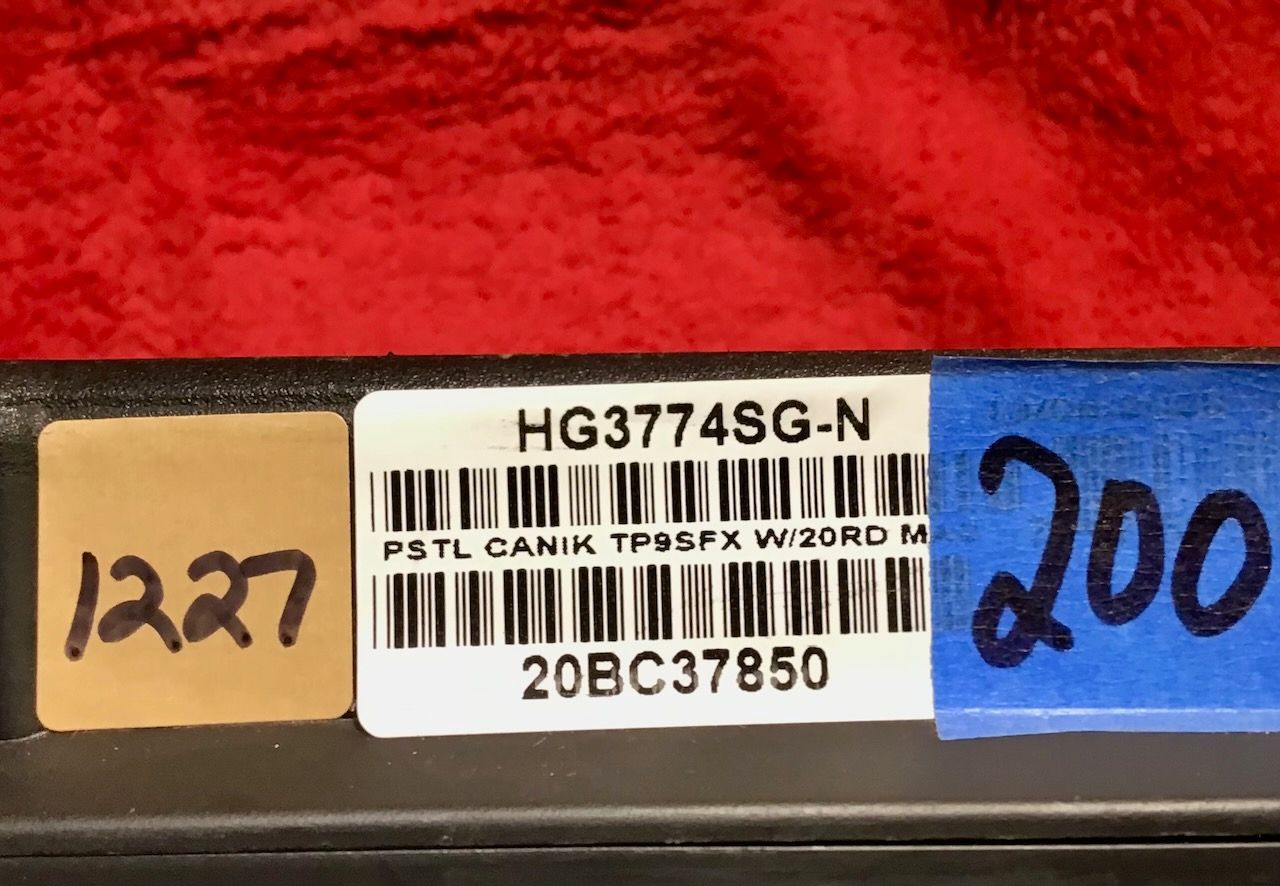 1227
HG3774SG-N
PSTL CANIK TP9SFX W/20RD
20BC37850
200